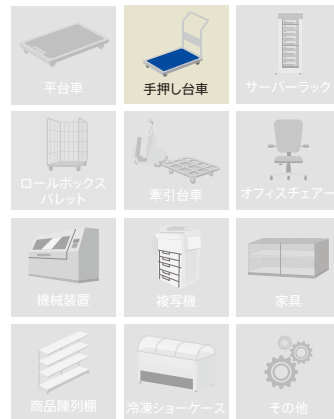 平台車
手押し台車
サーバーラック
ロールボックス
パレット
牽引台車
オフィスチェアー
機械装置
複写機
家具
商品陳列棚
冷凍ショーケース
その他